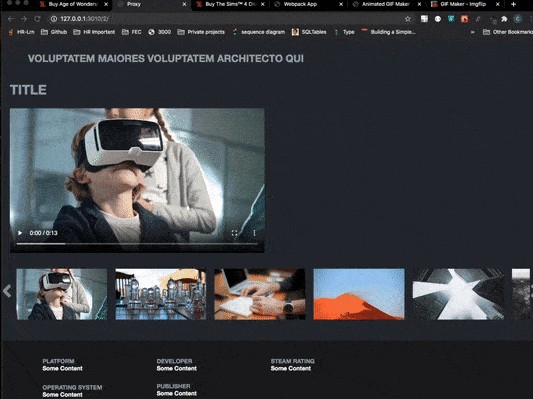 Buy Age of Wonders
Proxy
Buy The Sims™ 4 Di
Webpack App
Animated GIF Maker
GIF Maker - Imgflip
127.0.0.1:5010/2/
HR-Lrn
Github
HR Important
FEC
3000
Private projects
sequence diagram
SQLTables
Type
Building a Simple...
»
Other Bookmarks
VOLUPTATEM MAIORES VOLUPTATEM ARCHITECTO QUI
TITLE
0:00 / 0:13
PLATFORM
DEVELOPER
STEAM RATING
Some Content
Some Content
Some Content
OPERATING SYSTEM
PUBLISHER
Some Content
Some Content